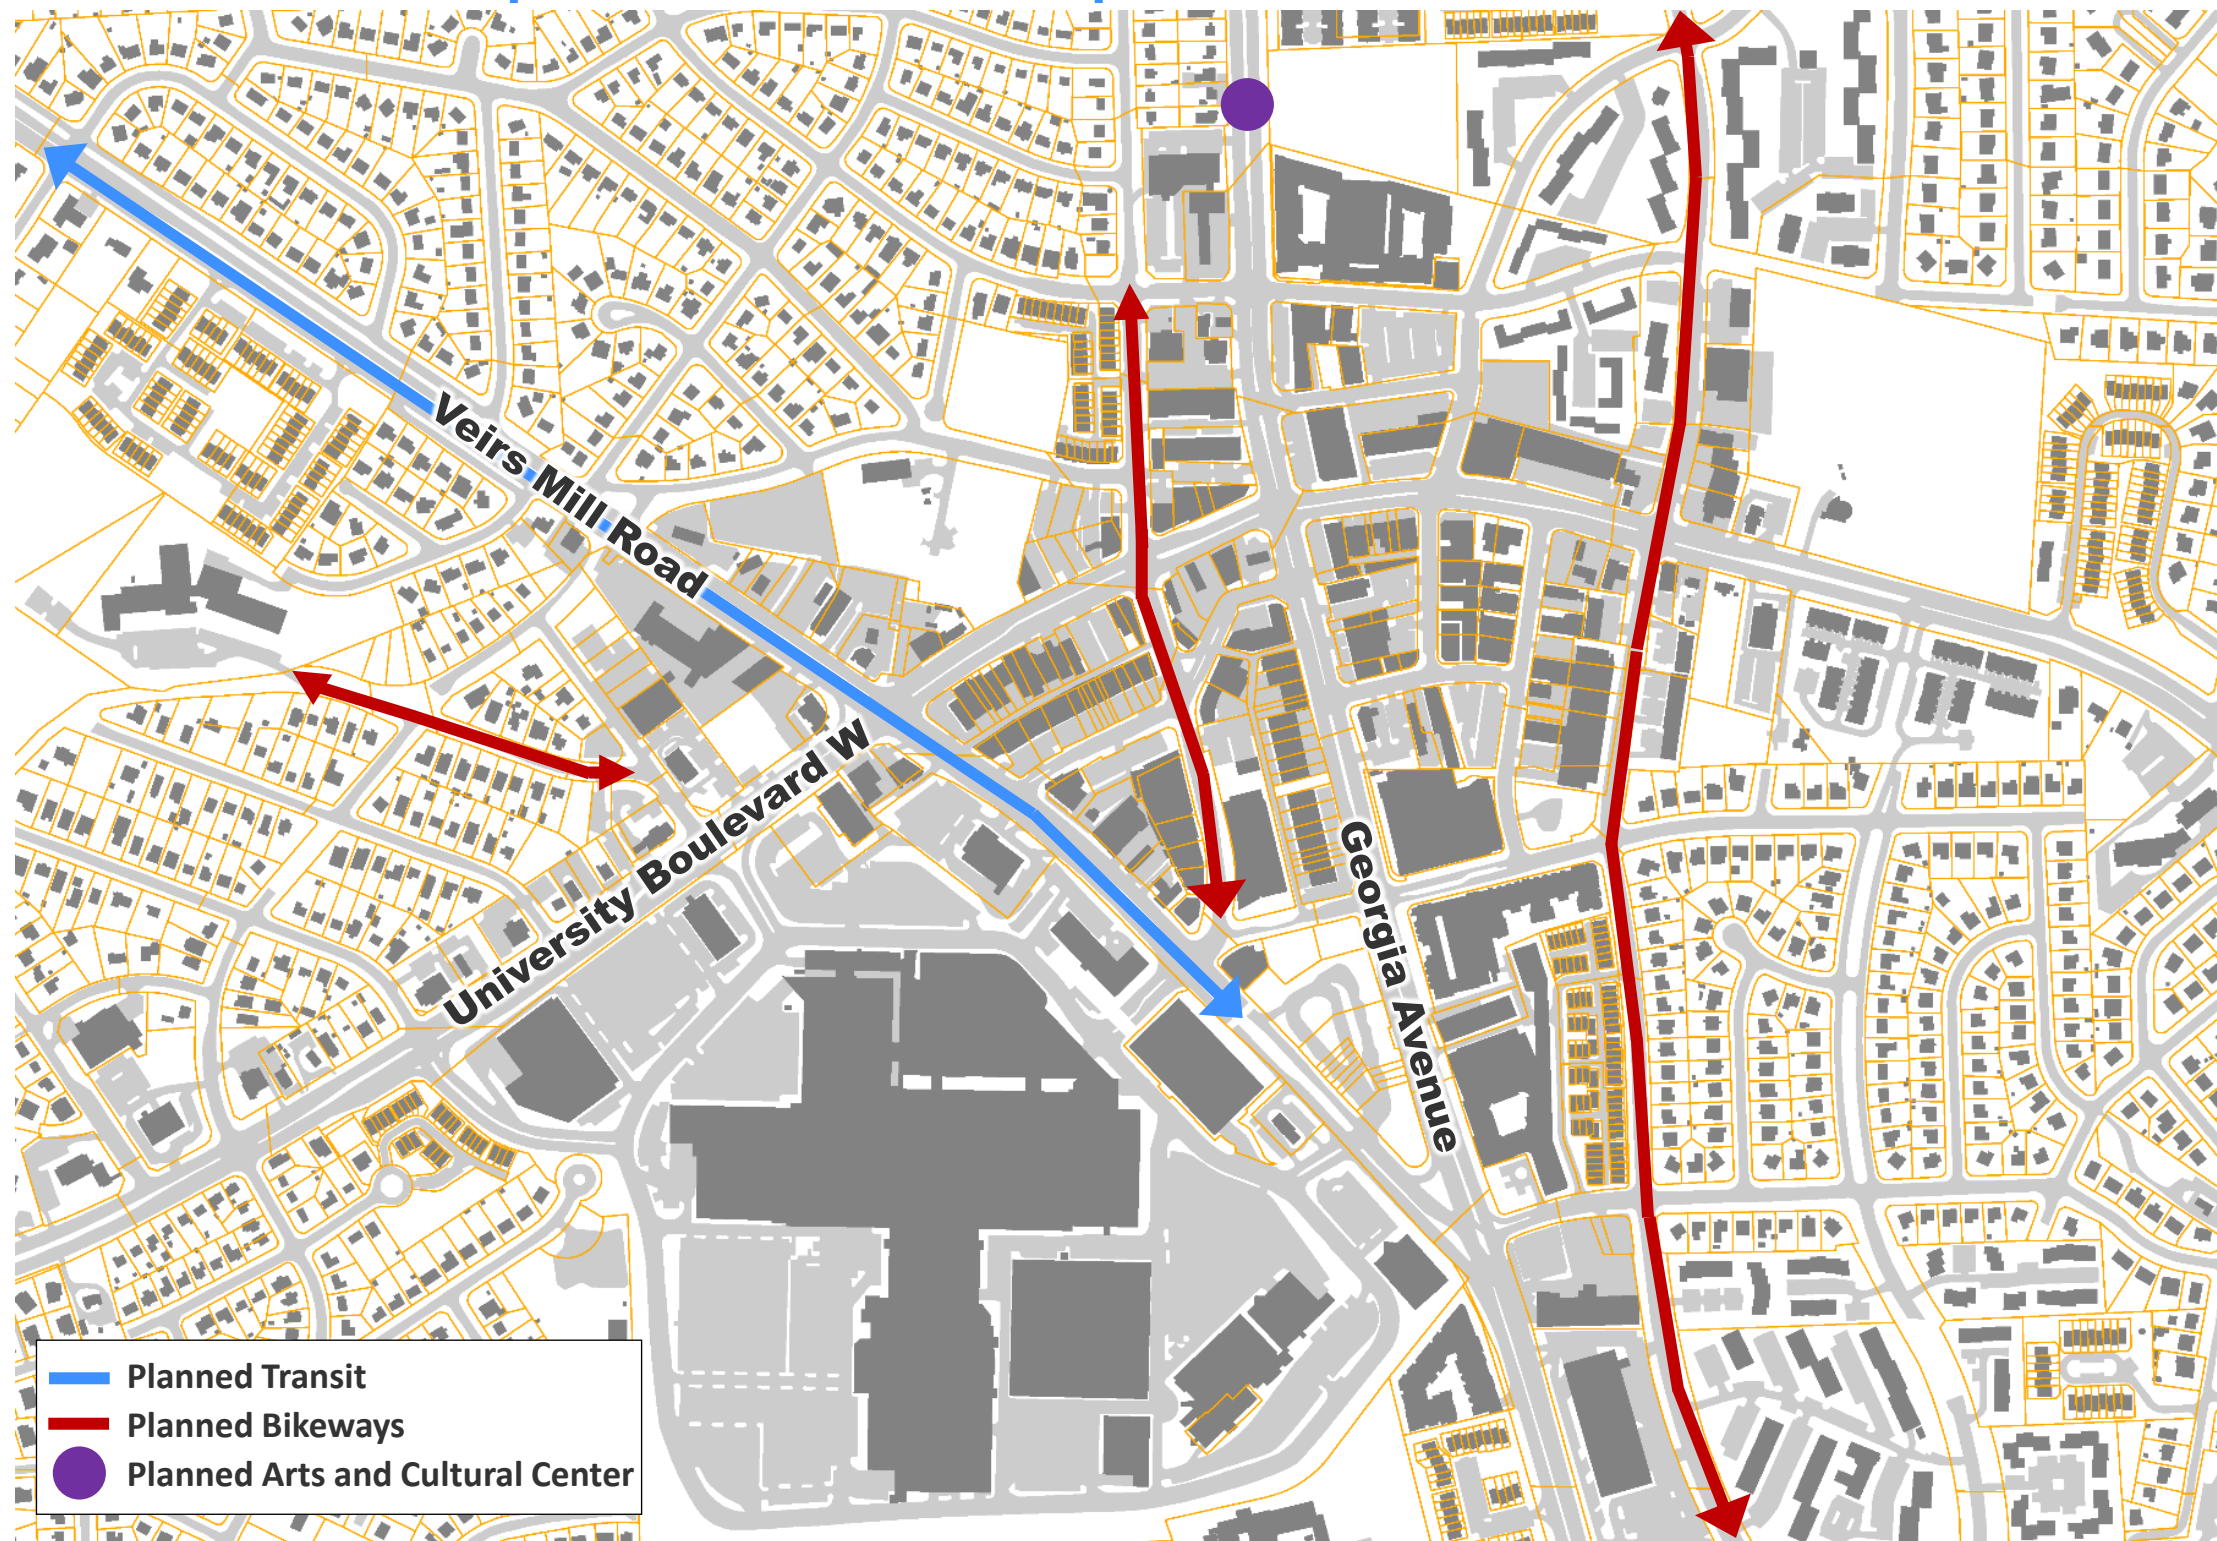 Veirs Mill Road
University Boulevard W
Georgia Avenue
Planned Transit
Planned Bikeways
Planned Arts and Cultural Center